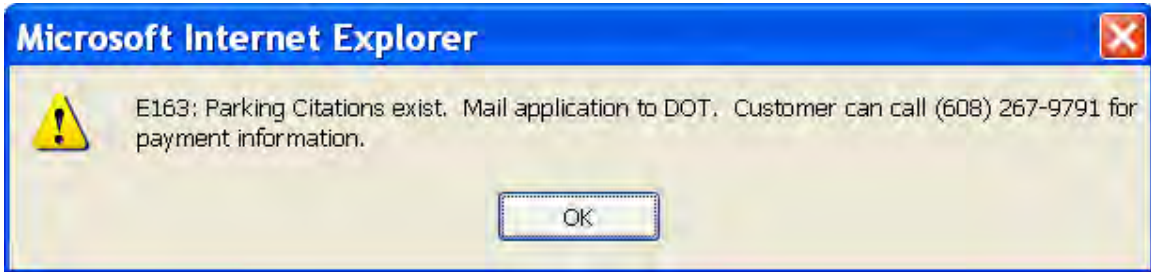 Microsoft Internet Explorer
E163: Parking Citations exist.  Mail application to DOT.  Customer can call (608) 267-9791 for
payment information.
OK